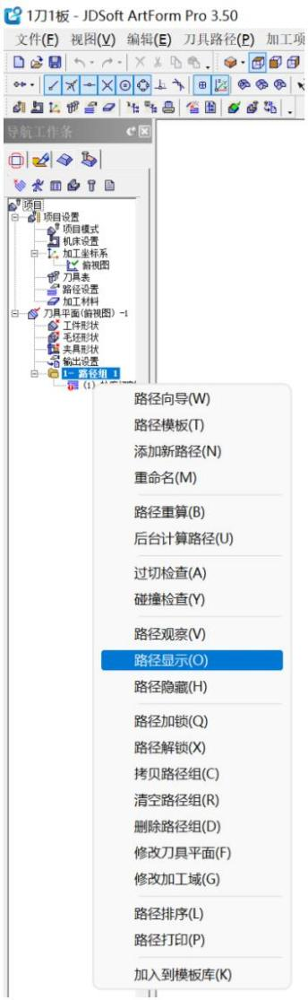 1刀1板 - JDSoft ArtForm Pro 3.50
文件(F) 视图(V) 编辑(E) 刀具路径(P) 加工项
导航工作条
项目
项目设置
项目模式
机床设置
加工坐标系
俯视图
刀具表
路径设置
加工材料
刀具平面(俯视图) -1
工件形状
毛坯形状
夹具形状
输出设置
1- 路径组 1
(1)
路径向导(W)
路径模板(T)
添加新路径(N)
重命名(M)
路径重算(B)
后台计算路径(U)
过切检查(A)
碰撞检查(Y)
路径观察(V)
路径显示(O)
路径隐藏(H)
路径加锁(Q)
路径解锁(X)
拷贝路径组(C)
清空路径组(R)
删除路径组(D)
修改刀具平面(F)
修改加工域(G)
路径排序(L)
路径打印(P)
加入到模板库(K)